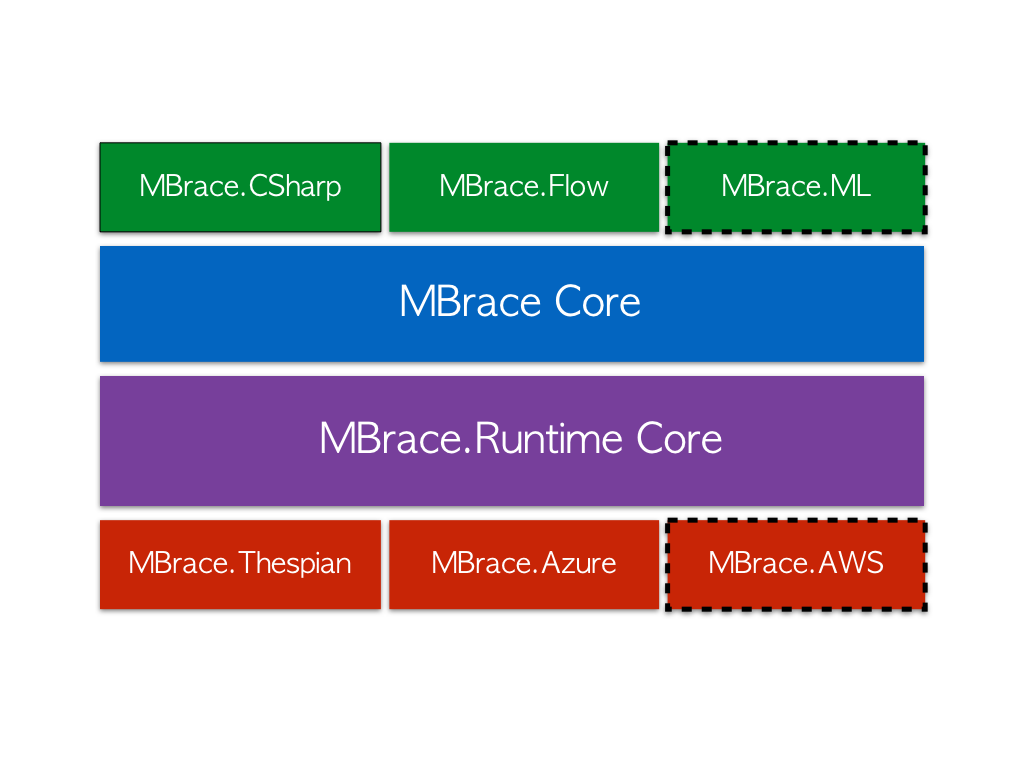 MBrace.CSharp
MBrace.Flow
MBrace.ML
MBrace Core
MBrace.Runtime Core
MBrace.Thespian
MBrace.Azure
MBrace.AWS